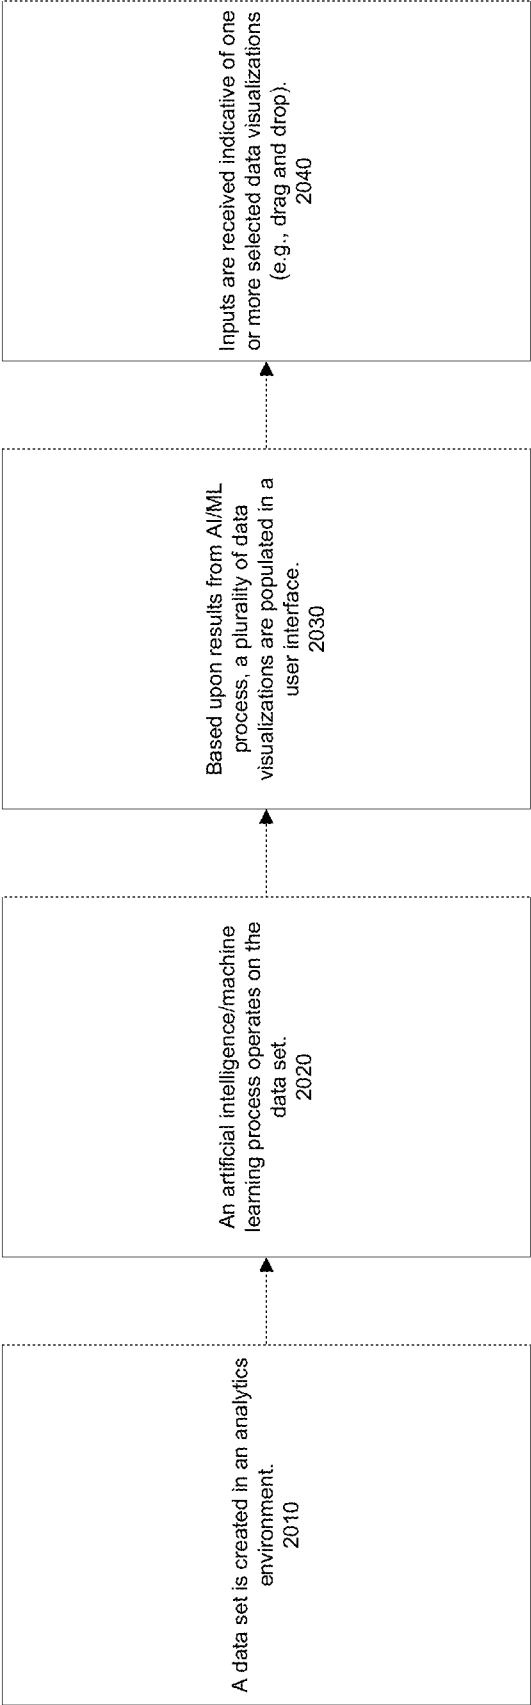 A data set is created in an analytics
environment.
2010
An artificial intelligence/machine
learning process operates on the
data set.
2020
Based upon results from AI/ML
process, a plurality of data
visualizations are populated in a
user interface.
2030
Inputs are received indicative of one
or more selected data visualizations
(e.g., drag and drop).
2040